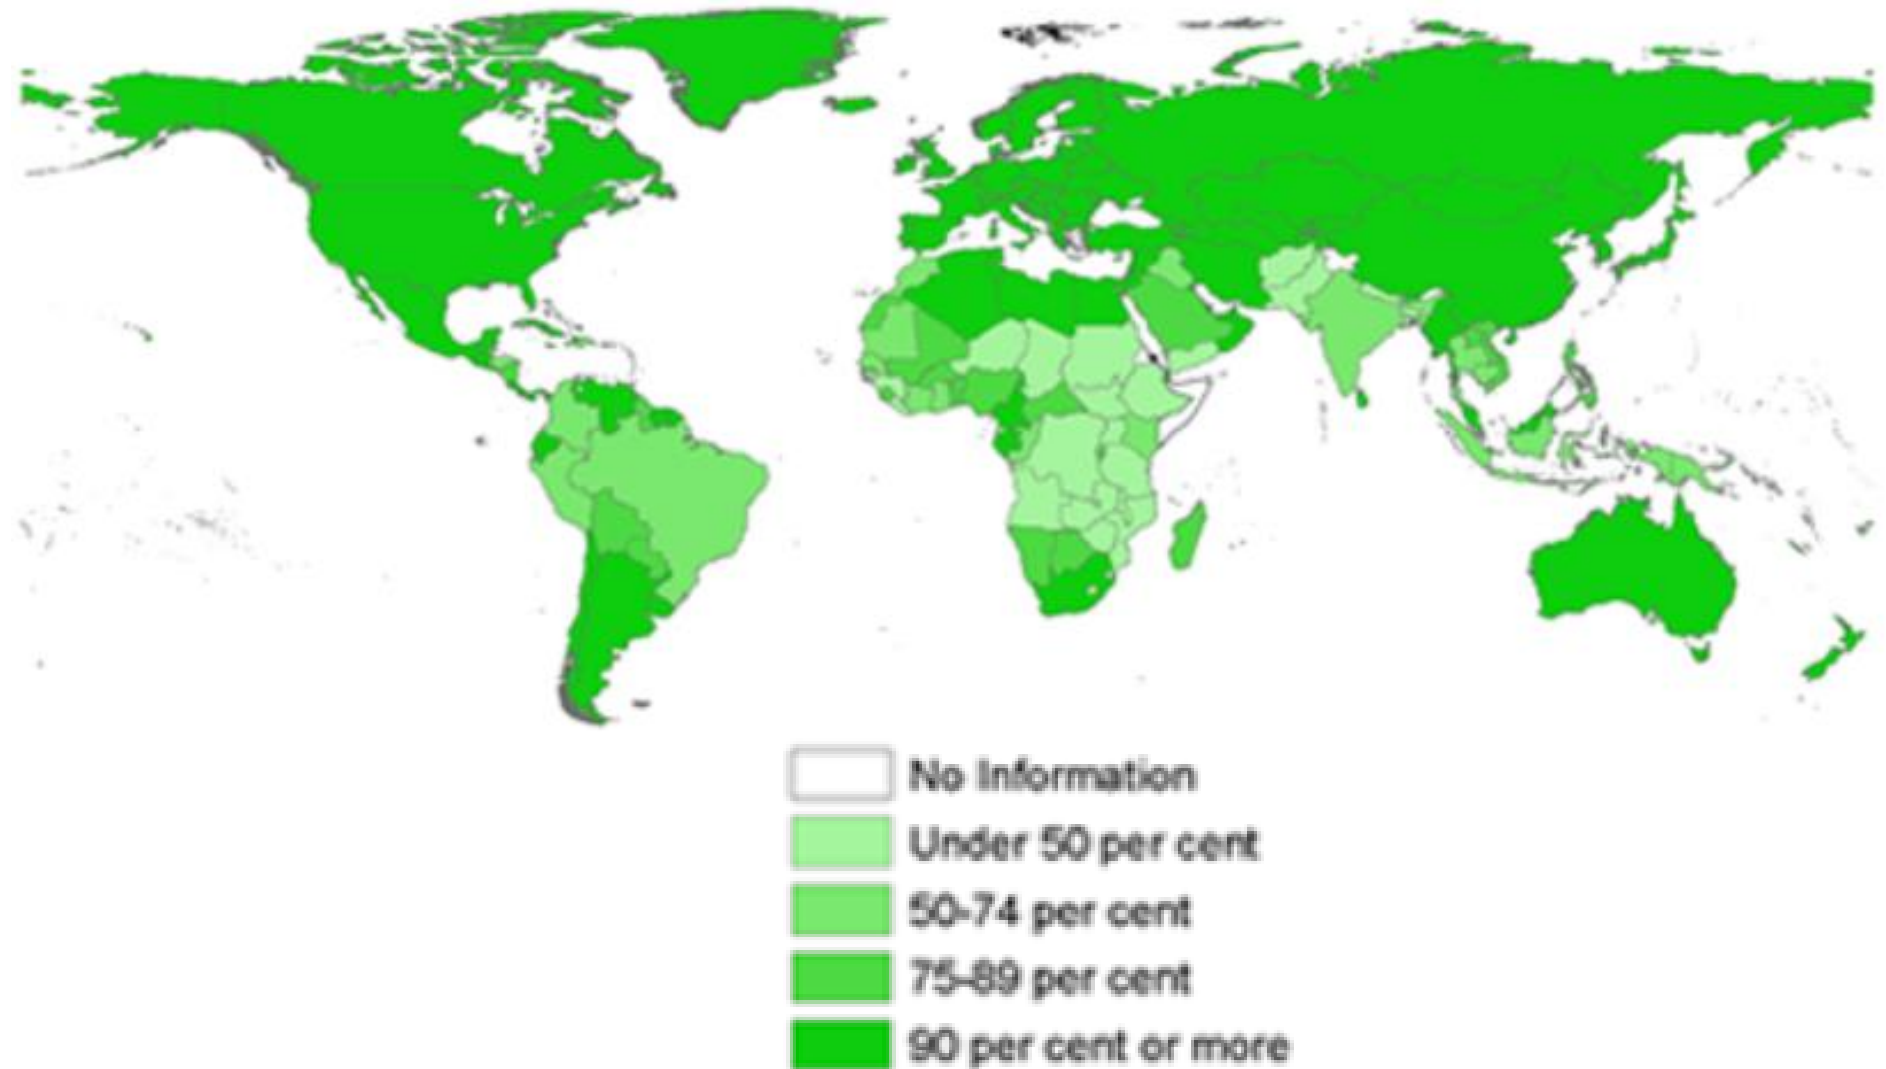 No Information
Under 50 per cent
50-74 per cent
75-89 per cent
90 per cent or more